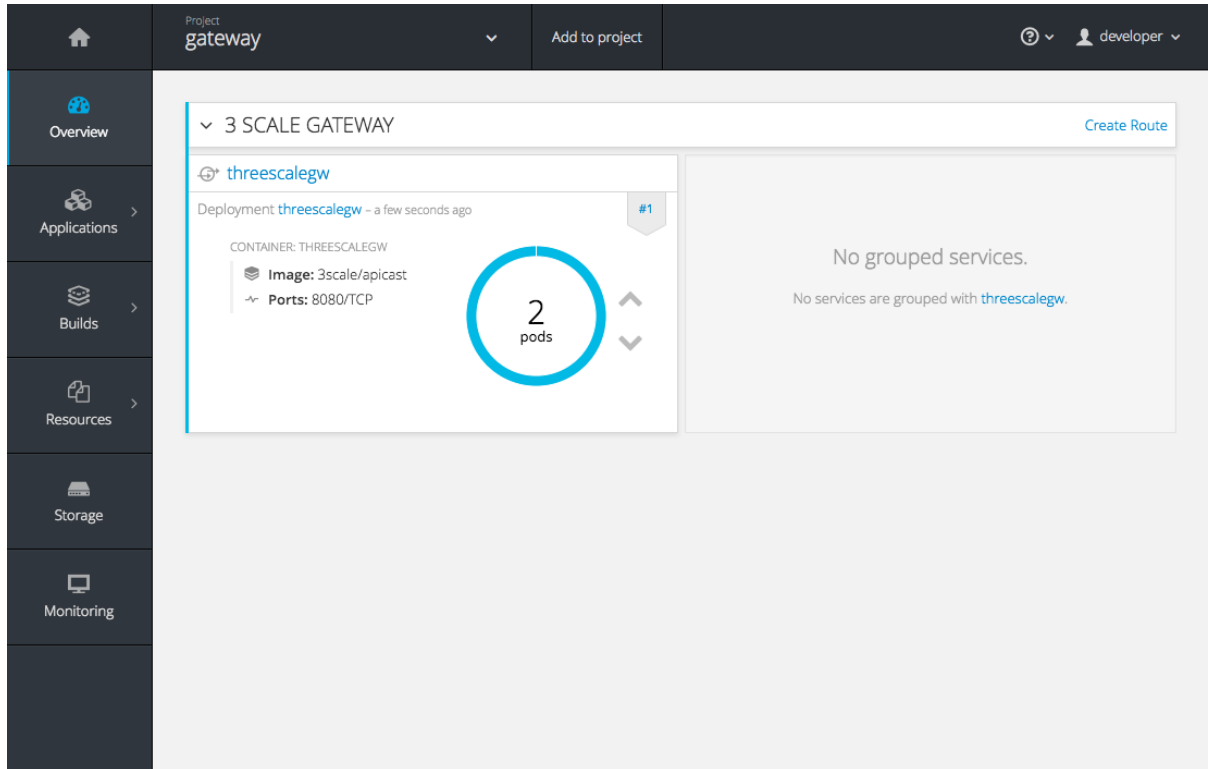 Project
gateway
Add to project
developer
Overview
Applications
Builds
Resources
Storage
Monitoring
3 SCALE GATEWAY
Create Route
threescalegw
Deployment threescalegw – a few seconds ago
#1
CONTAINER: THREESCALEGW
Image: 3scale/apicast
Ports: 8080/TCP
2
pods
No grouped services.
No services are grouped with threescalegw.